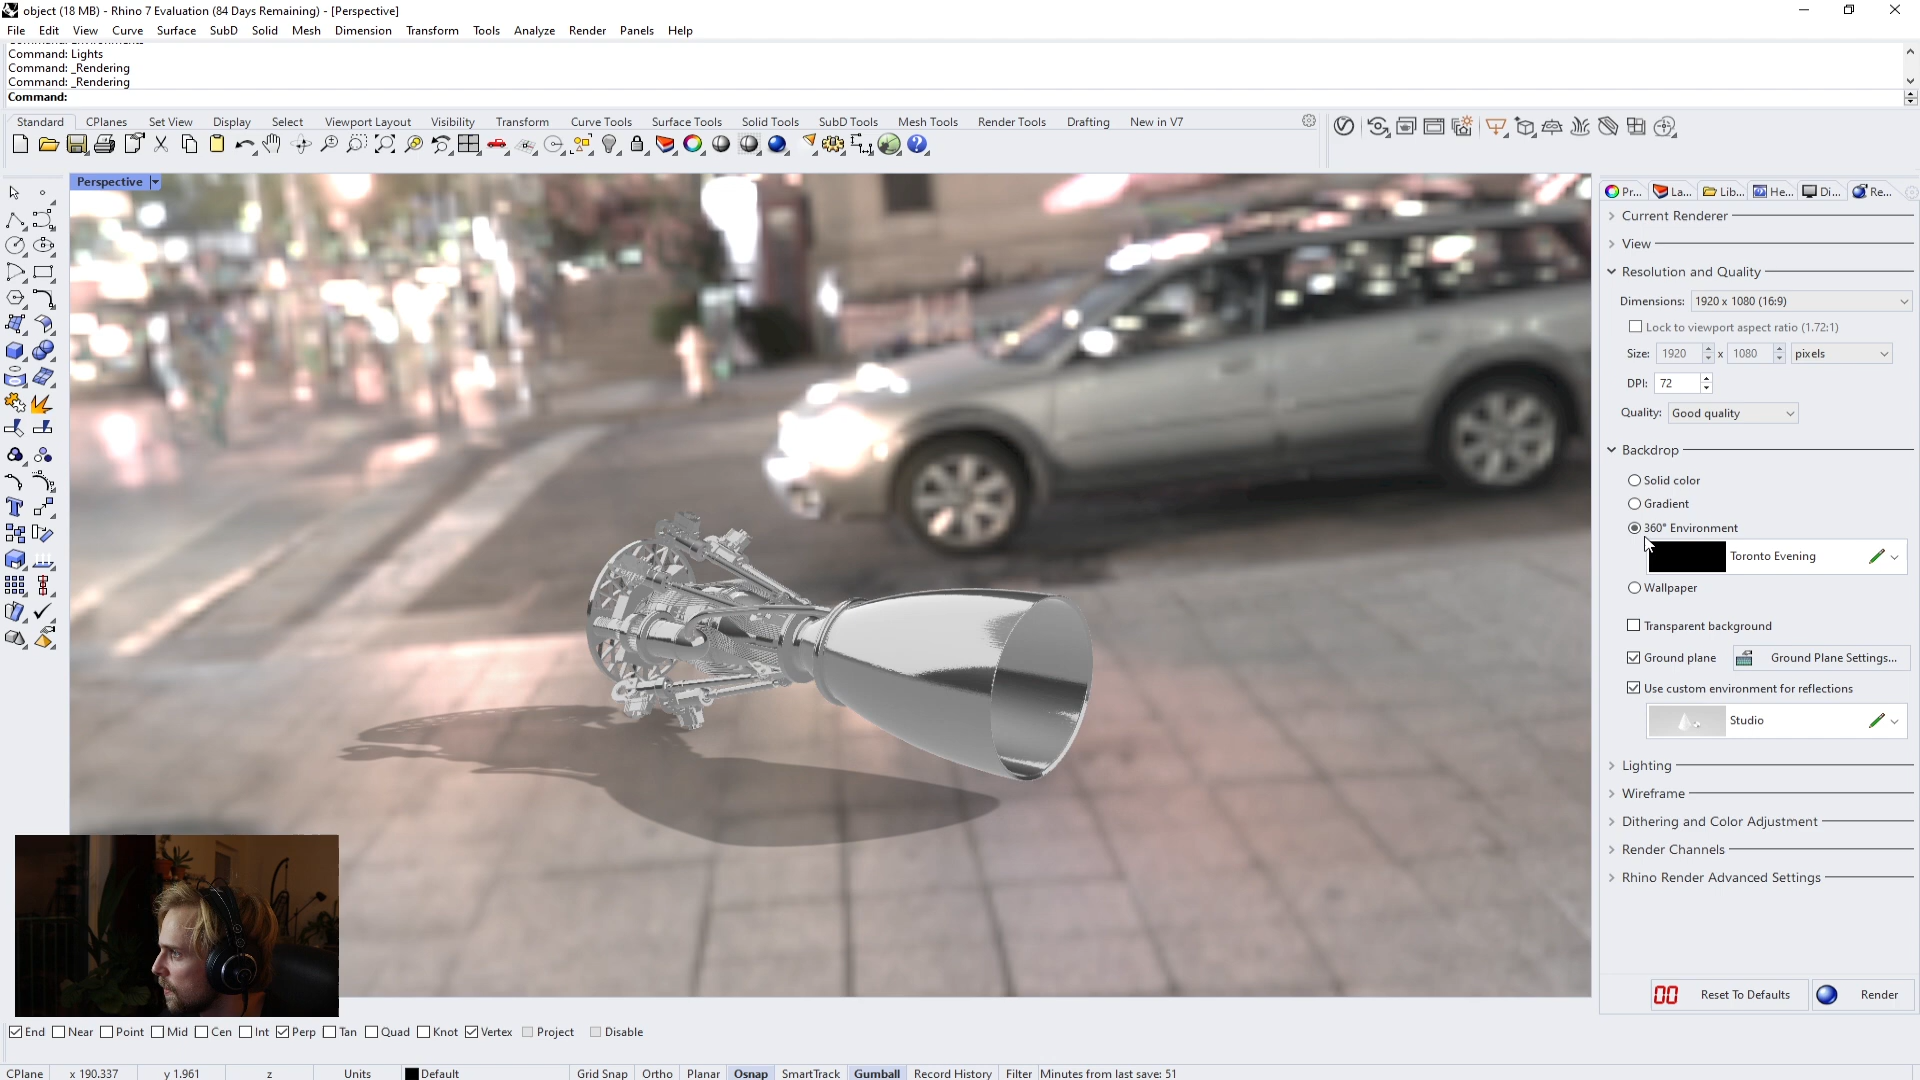 object (18 MB) - Rhino 7 Evaluation (84 Days Remaining) - [Perspective]
File Edit View Curve Surface SubD Solid Mesh Dimension Transform Tools Analyze Render Panels Help
Command: Lights
Command: _Rendering
Command: _Rendering
Command:
Standard CPlanes Set View Display Select Viewport Layout Visibility Transform Curve Tools Surface Tools Solid Tools SubD Tools Mesh Tools Render Tools Drafting New in V7
Perspective
Pr... La... Lib... He... Di... Re...
Current Renderer
View
Resolution and Quality
Dimensions: 1920 x 1080 (16:9)
Lock to viewport aspect ratio (1.72:1)
Size: 1920 x 1080 pixels
DPI: 72
Quality: Good quality
Backdrop
Solid color
Gradient
360° Environment
Toronto Evening
Wallpaper
Transparent background
Ground plane Ground Plane Settings...
Use custom environment for reflections
Studio
Lighting
Wireframe
Dithering and Color Adjustment
Render Channels
Rhino Render Advanced Settings
Reset To Defaults Render
End Near Point Mid Cen Int Perp Tan Quad Knot Vertex Project Disable
CPlane x 190.337 y 1.961 z Units Default Grid Snap Ortho Planar Osnap SmartTrack Gumball Record History Filter Minutes from last save: 51